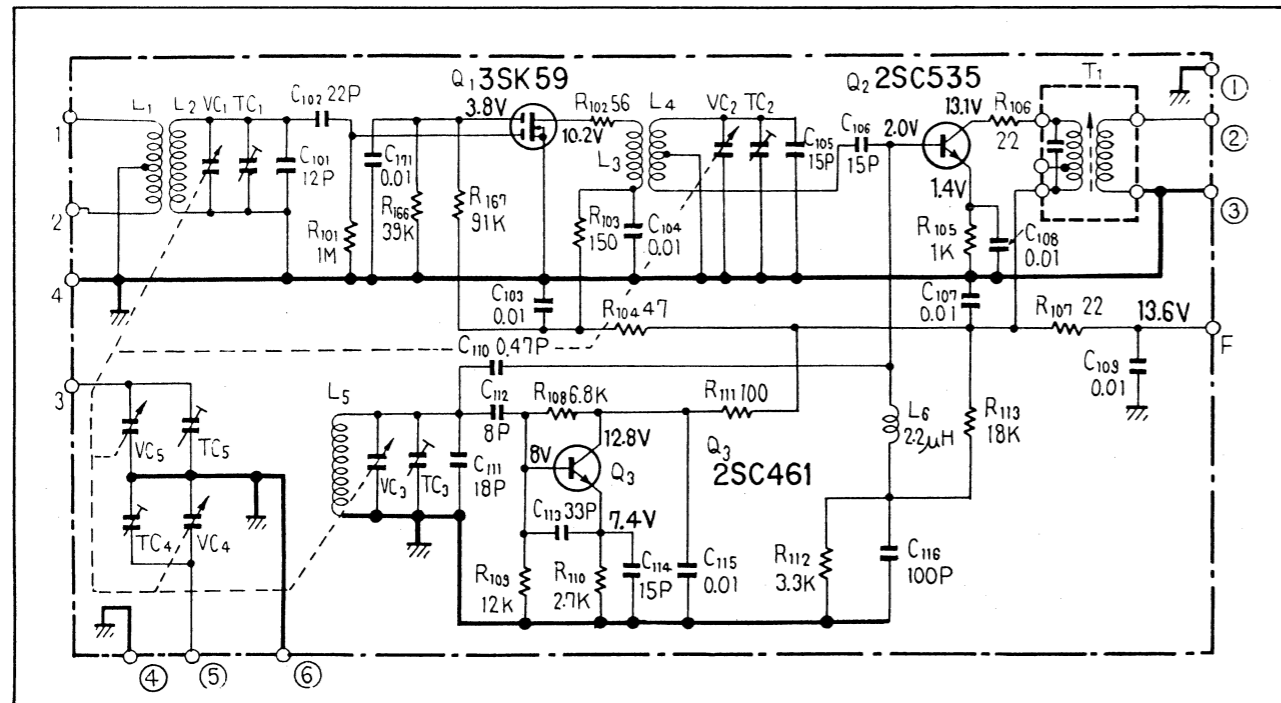 Q₁ 3SK59
Q₂ 2SC535
T₁
①
1
L₁
L₂
VC₁
TC₁
C₁₀₂ 22P
3.8V
R₁₀₂ 56
10.2V
L₄
VC₂
TC₂
C₁₀₆
15P
2.0V
13.1V
R₁₀₆
22
②
C₁₀₁
12P
C₁₇₁
0.01
L₃
C₁₀₅
15P
1.4V
2
R₁₀₁
1M
R₁₆₆
39K
R₁₆₇
91K
R₁₀₃
150
C₁₀₄
0.01
R₁₀₅
1K
C₁₀₈
0.01
③
4
C₁₀₃
0.01
R₁₀₄ 47
C₁₀₇
0.01
R₁₀₇ 22
13.6V
F
C₁₁₀ 0.47P
C₁₀₉
0.01
3
L₅
C₁₁₂
8P
R₁₀₈ 6.8K
R₁₁₁ 100
L₆
2.2μH
R₁₁₃
18K
VC₅
TC₅
VC₃
TC₃
C₁₁₁
18P
8V
12.8V
Q₃
Q₃
2SC461
C₁₁₃ 33P
7.4V
TC₄
VC₄
R₁₀₉
12K
R₁₁₀
2.7K
C₁₁₄
15P
C₁₁₅
0.01
R₁₁₂
3.3K
C₁₁₆
100P
④
⑤
⑥